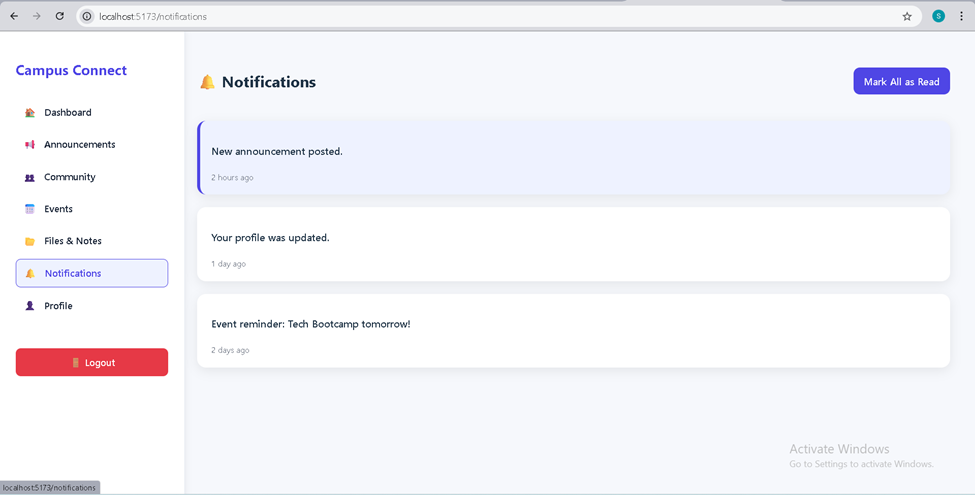 localhost:5173/notifications
S
Campus Connect
Dashboard
Announcements
Community
Events
Files & Notes
Notifications
Profile
Logout
Notifications
Mark All as Read
New announcement posted.
2 hours ago
Your profile was updated.
1 day ago
Event reminder: Tech Bootcamp tomorrow!
2 days ago
Activate Windows
Go to Settings to activate Windows.
localhost:5173/notifications